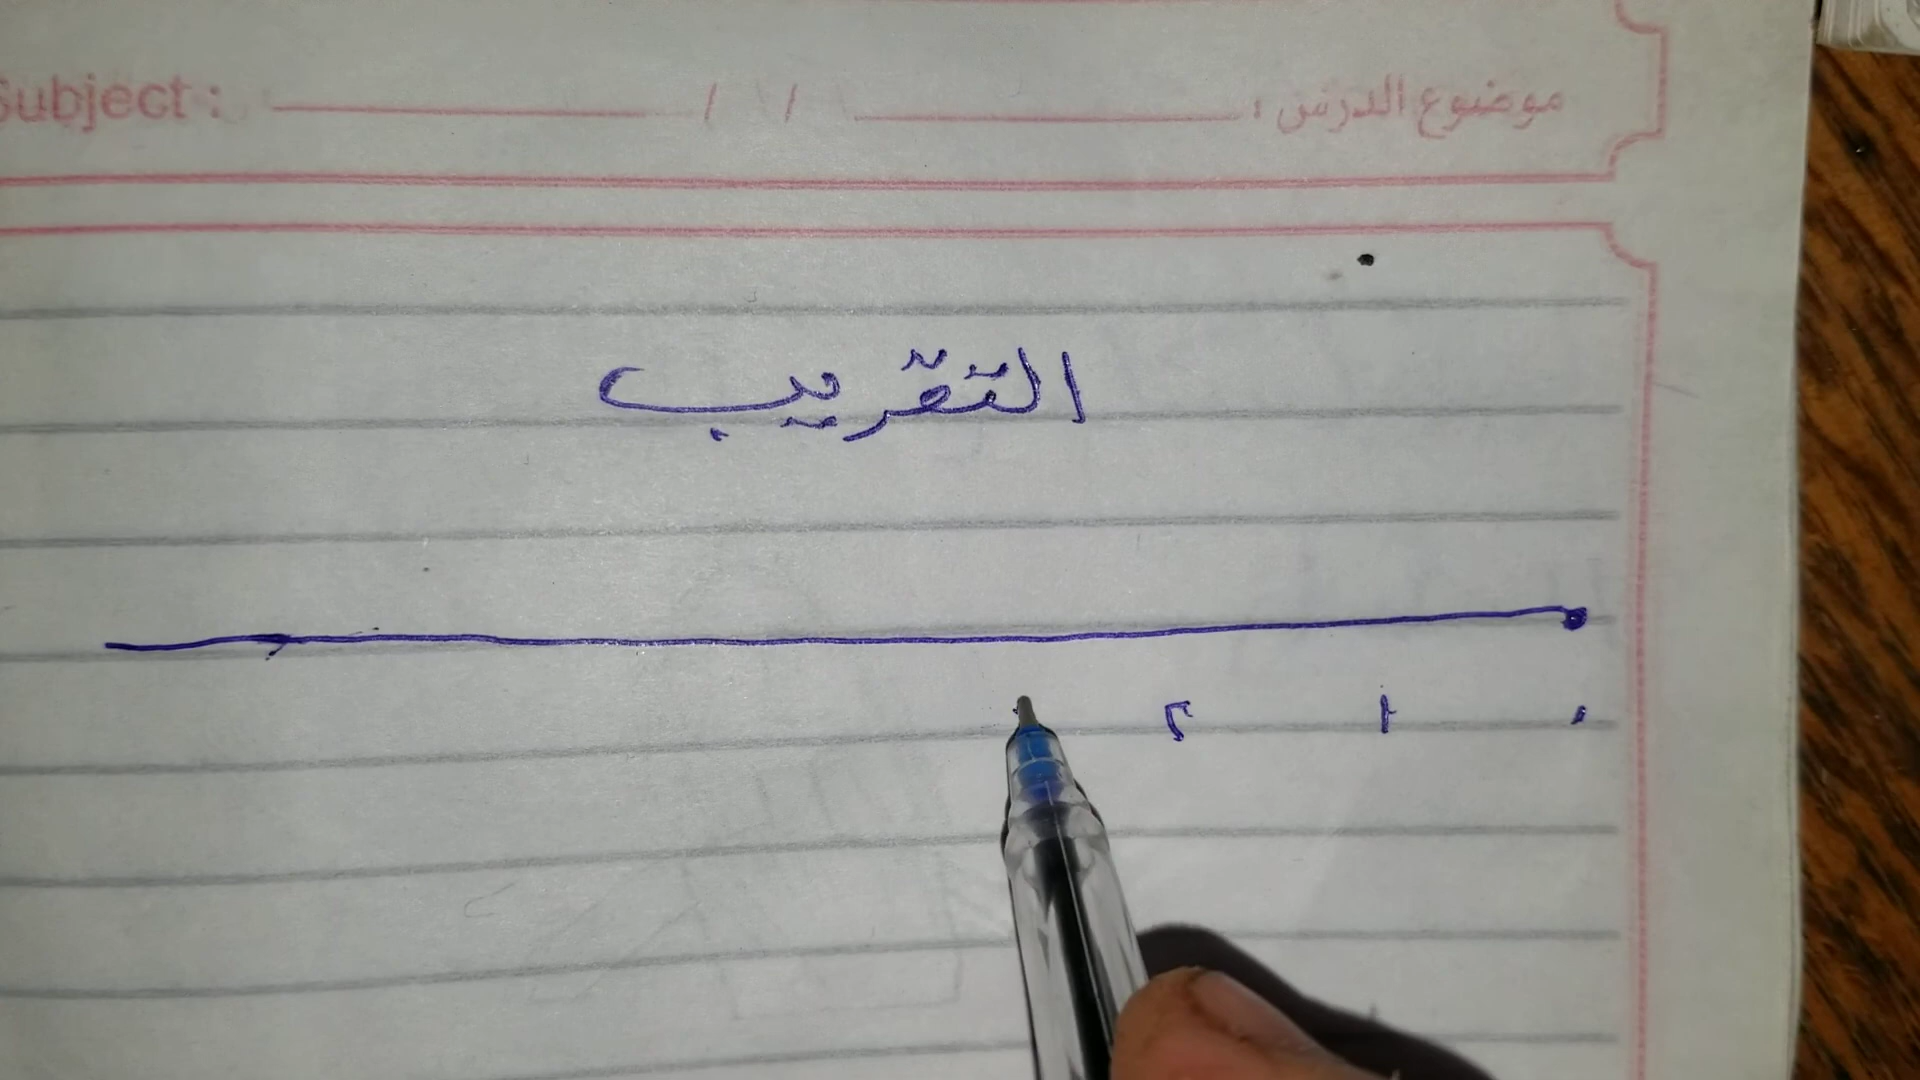 موضوع الدرس : / / Subject :
التقريب
٠ ١ ٢